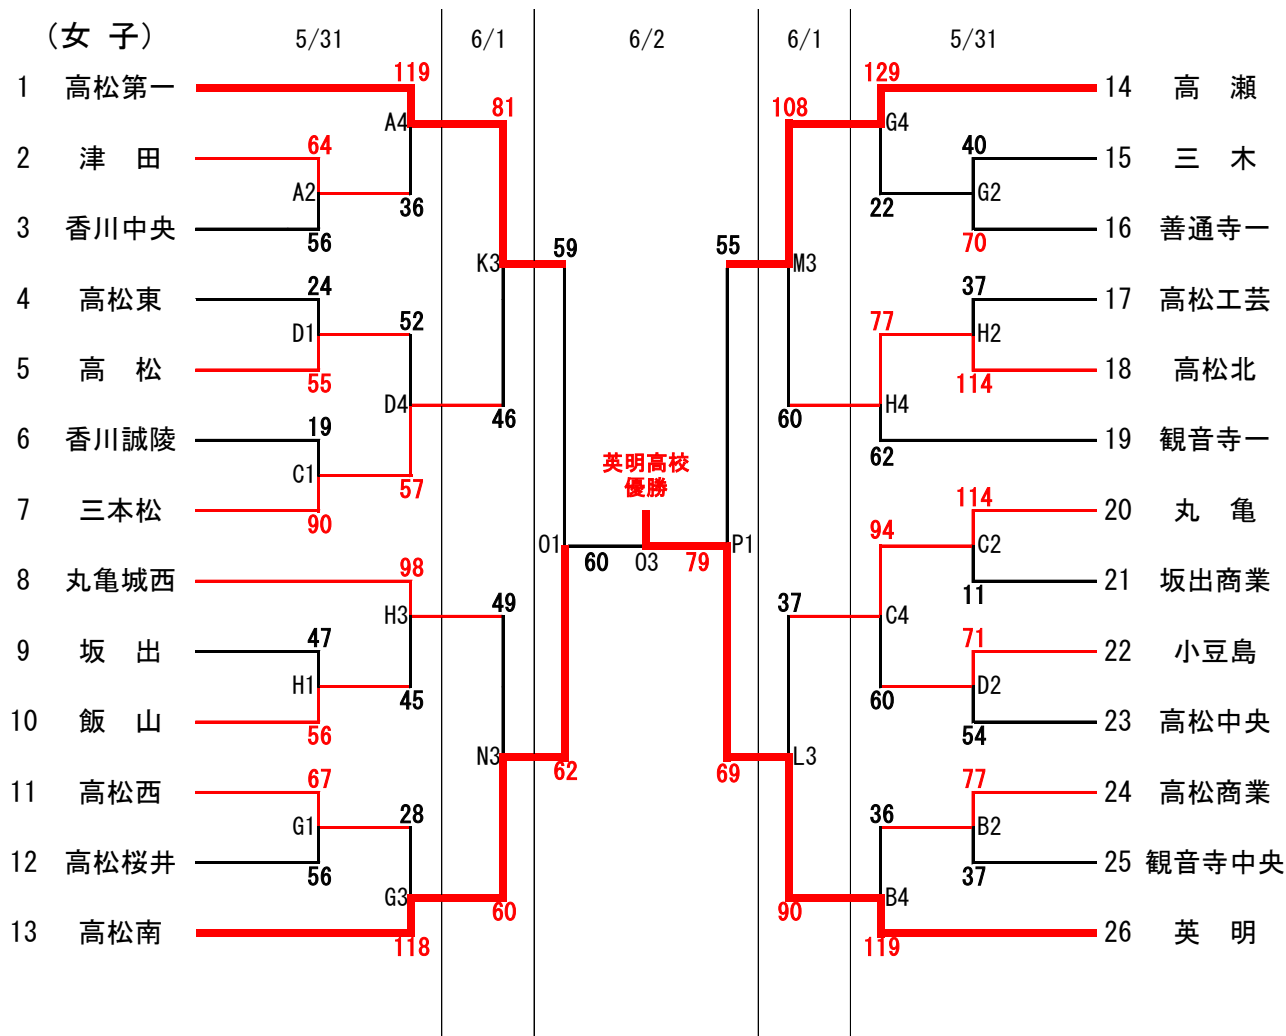 (女 子)
5/31 6/1 6/2 6/1 5/31
119 129
1 高松第一 14 高 瀬
81 108
A4 G4
64 40
2 津 田 15 三 木
A2 G2
36 22
3 香川中央 16 善通寺一
56 70
59 55
K3 M3
24 37
4 高松東 17 高松工芸
52 77
D1 H2
5 高 松 18 高松北
55 114
D4 H4
46 60
19 62
6 香川誠陵 19 観音寺一
英明高校
C1
優勝
57 114
7 三本松 20 丸 亀
90 94
O1 60 O3 79 P1 C2
98
8 丸亀城西 21 坂出商業
49 37 11
H3 C4
47 71
9 坂 出 22 小豆島
H1 D2
45 60
10 飯 山 23 高松中央
56 54
N3 L3
62 69
67 77
11 高松西 24 高松商業
28 36
G1 B2
12 高松桜井 25 観音寺中央
56 37
G3 B4
60 90
13 高松南 26 英 明
118 119